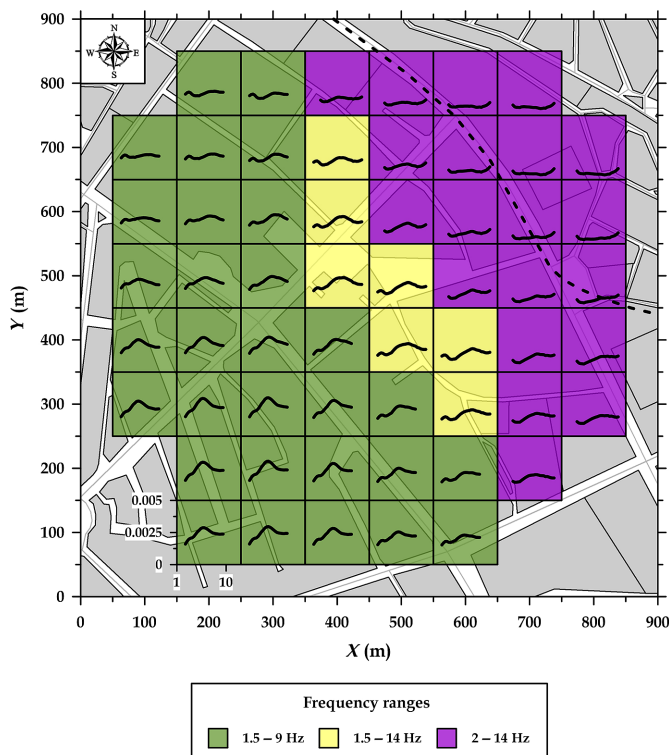 900
800
700
600
500
400
300
200
100
0
Y (m)
N
W E
S
0.005
0.0025
0
1 10
0 100 200 300 400 500 600 700 800 900
X (m)
Frequency ranges
1.5 – 9 Hz 1.5 – 14 Hz 2 – 14 Hz